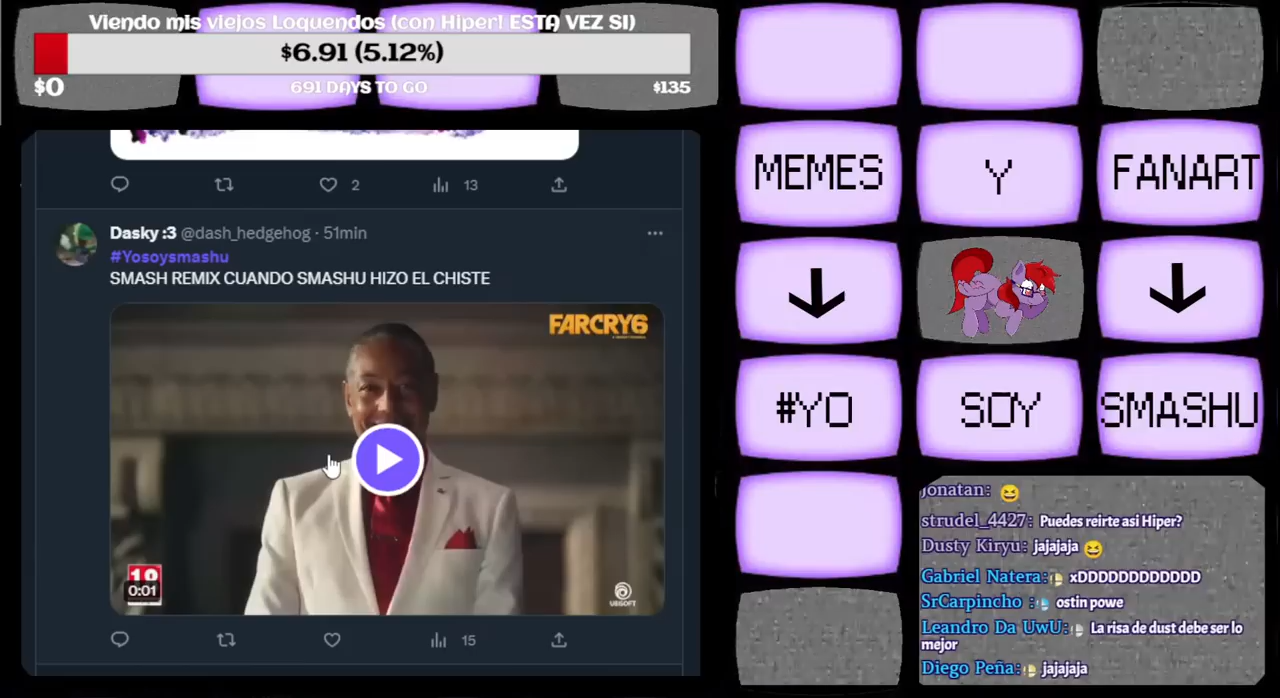 Viendo mis viejos Loquendos (con Hiper! ESTA VEZ SI)
$6.91 (5.12%)
$0
691 DAYS TO GO
$135
2
13
Dasky :3 @dash_hedgehog · 51min
#Yosoysmashu
SMASH REMIX CUANDO SMASHU HIZO EL CHISTE
FARCRY6
18
0:01
UBISOFT
15
MEMES Y FANART
#YO SOY SMASHU
jonatan:
strudel_4427: Puedes reirte asi Hiper?
Dusty Kiryu: jajajaja
Gabriel Natera: xDDDDDDDDDDDD
SrCarpincho : ostin powe
Leandro Da UwU: La risa de dust debe ser lo
mejor
Diego Peña: jajajaja